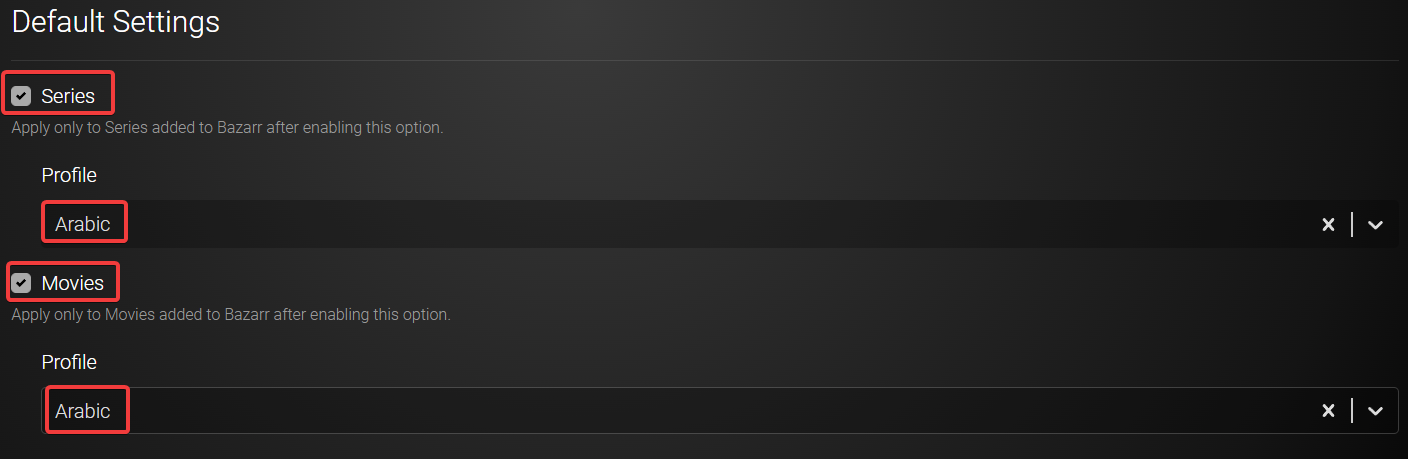 Default Settings
Series
Apply only to Series added to Bazarr after enabling this option.
Profile
Arabic
Movies
Apply only to Movies added to Bazarr after enabling this option.
Profile
Arabic